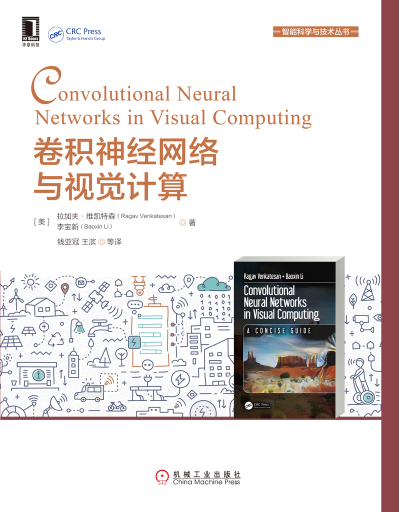 华章科技
CRC Press
Taylor & Francis Group
智能科学与技术丛书
Convolutional Neural
Networks in Visual Computing
卷积神经网络
与视觉计算
[美] 拉加夫·维凯特森（Ragav Venkatesan）
李宝新（Baoxin Li） 著
钱亚冠 王滨 等译
Ragav Venkatesan • Baoxin Li
Convolutional
Neural Networks
in Visual Computing
A CONCISE GUIDE
CRC Press
机械工业出版社
China Machine Press